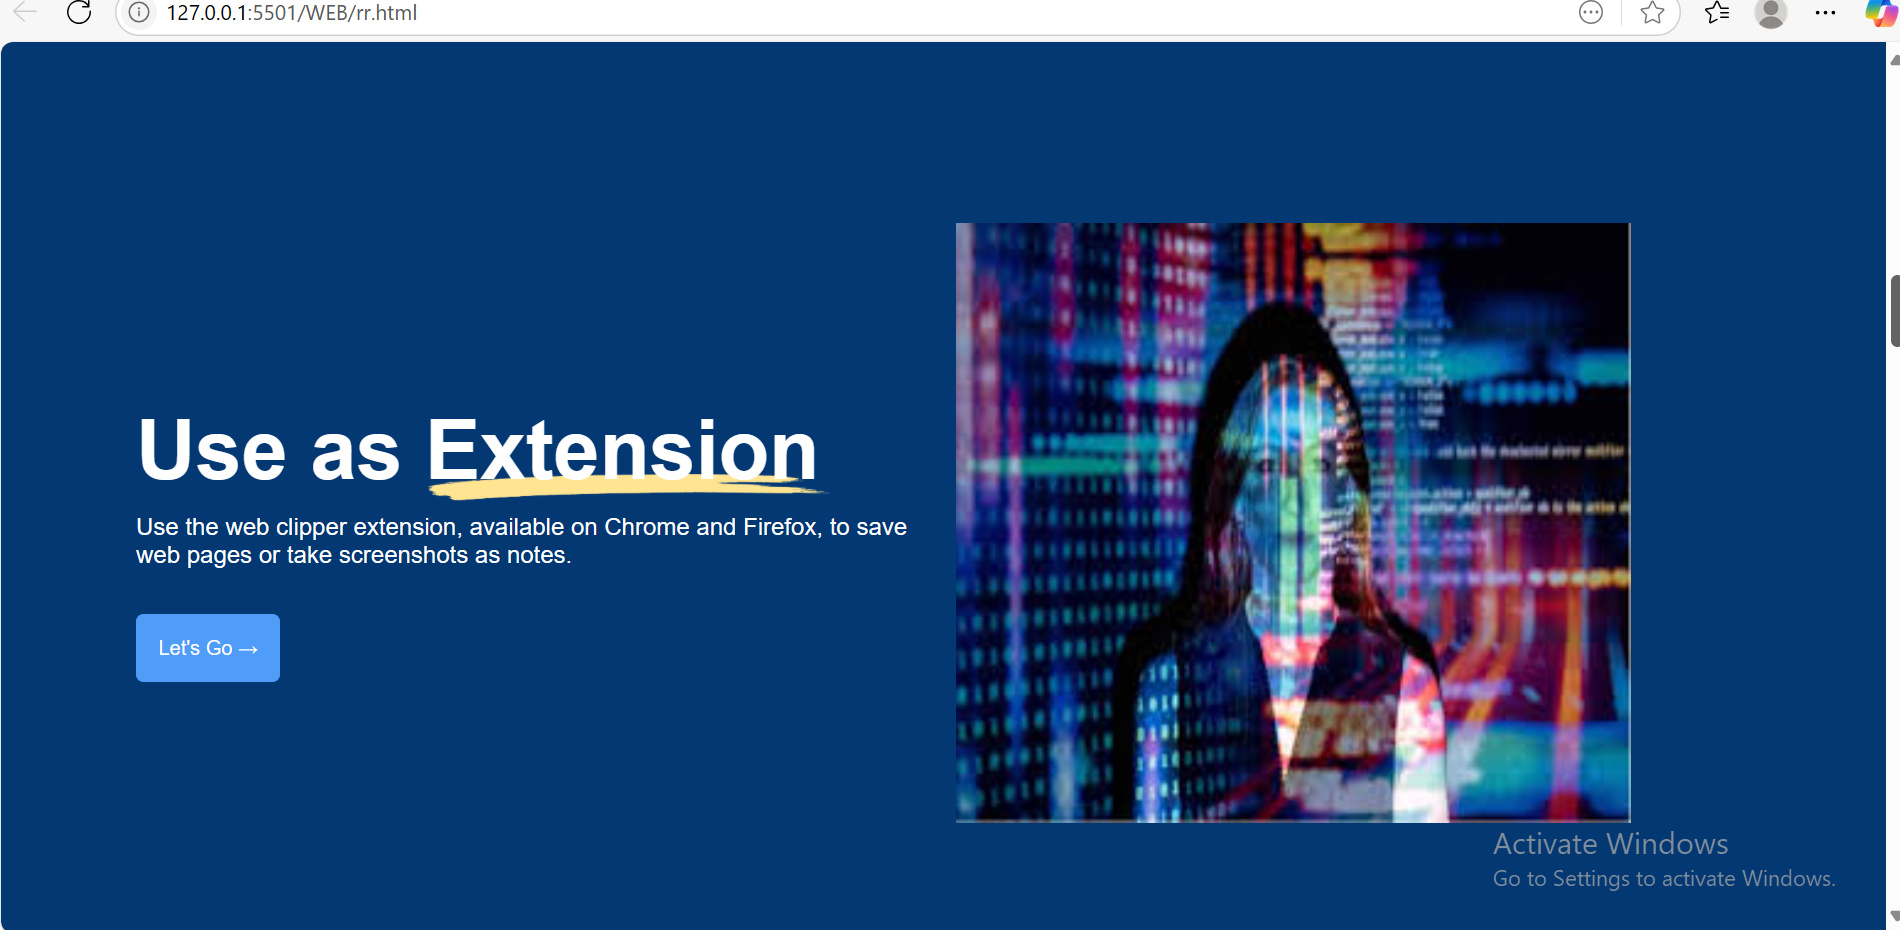 127.0.0.1:5501/WEB/rr.html
Use as Extension
Use the web clipper extension, available on Chrome and Firefox, to save
web pages or take screenshots as notes.
Let's Go →
Activate Windows
Go to Settings to activate Windows.